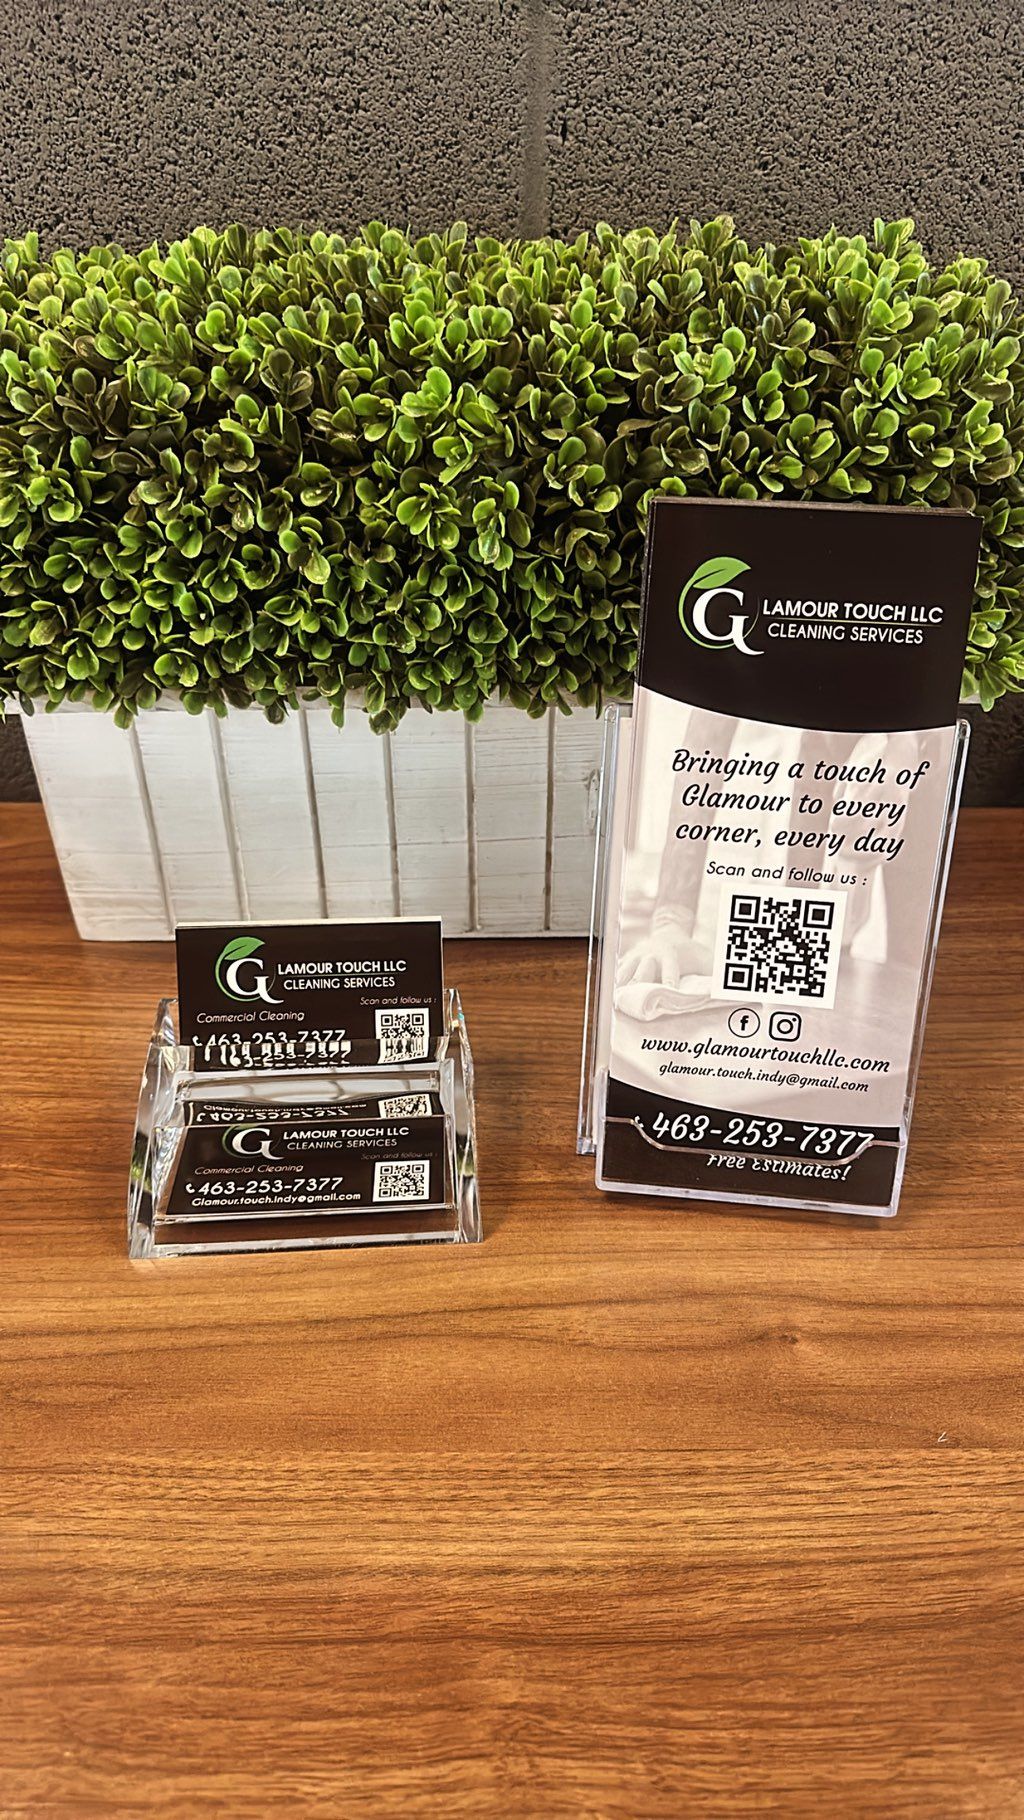 GLAMOUR TOUCH LLC
CLEANING SERVICES
Bringing a touch of
Glamour to every
corner, every day
Scan and follow us :
www.glamourtouchllc.com
glamour.touch.indy@gmail.com
463-253-7377
Free Estimates!
GLAMOUR TOUCH LLC
CLEANING SERVICES
Scan and follow us :
Commercial Cleaning
463-253-7377
GLAMOUR TOUCH LLC
CLEANING SERVICES
Scan and follow us :
Commercial Cleaning
463-253-7377
Glamour.touch.indy@gmail.com